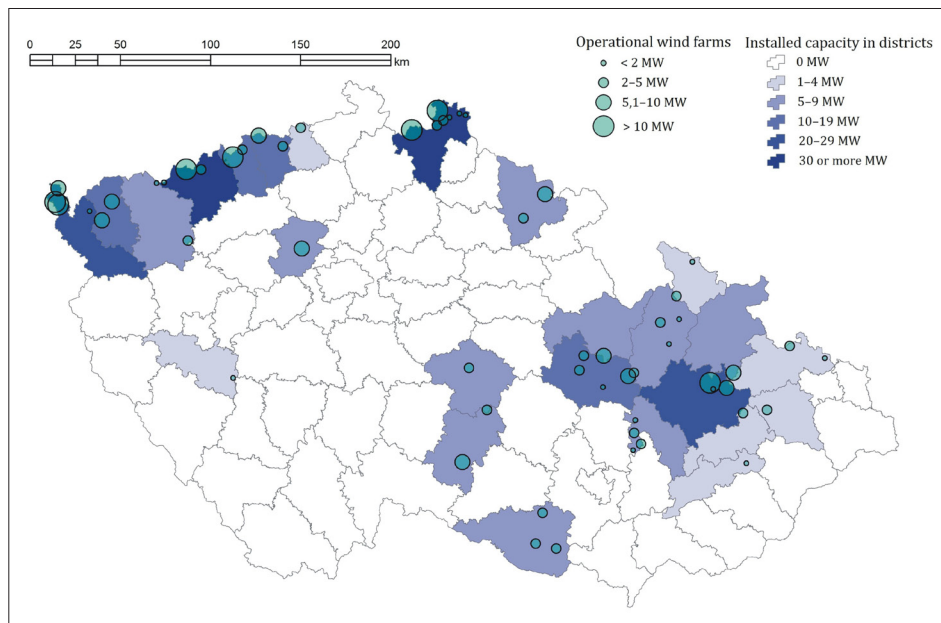 0 50 100 150 200
km
Operational wind farms
< 2 MW
2–5 MW
5,1–10 MW
> 10 MW
Installed capacity in districts
0 MW
1–4 MW
5–9 MW
10–19 MW
20–29 MW
30 or more MW